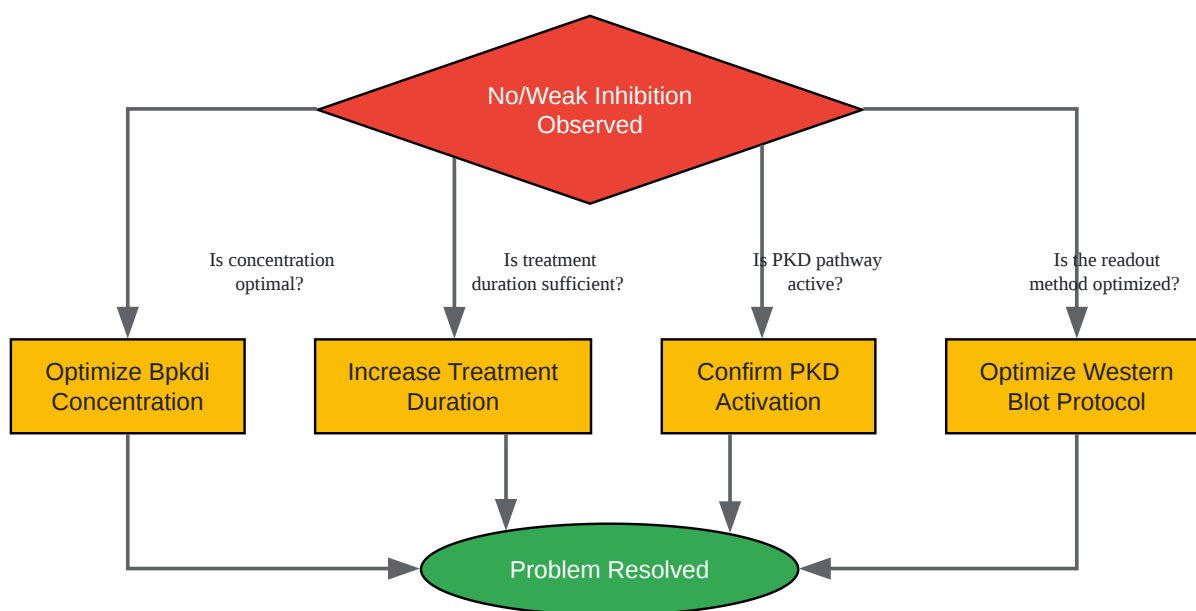 No/Weak Inhibition
Observed
Is concentration
optimal?
Is treatment
duration sufficient?
Is PKD pathway
active?
Is the readout
method optimized?
Optimize Bpkdi
Concentration
Increase Treatment
Duration
Confirm PKD
Activation
Optimize Western
Blot Protocol
Problem Resolved